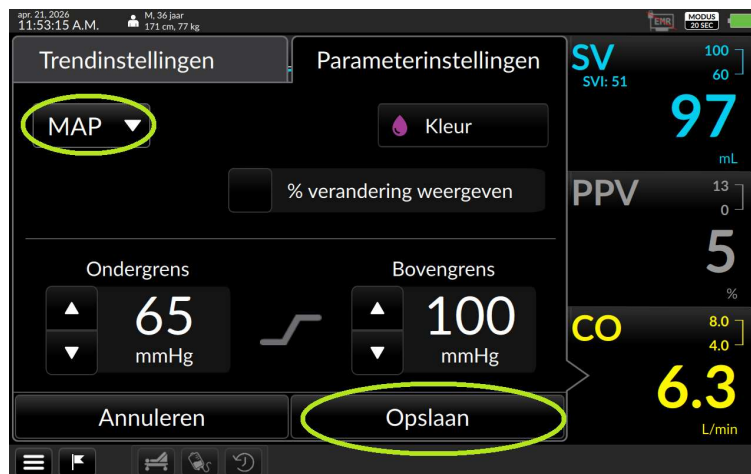 apr. 21, 2026
11:53:15 A.M.
M, 36 jaar
171 cm, 77 kg
EMR
MODUS
20 SEC
Trendinstellingen
Parameterinstellingen
MAP
Kleur
% verandering weergeven
Ondergrens
Bovengrens
65
mmHg
100
mmHg
Annuleren
Opslaan
SV
SVI: 51
100
60
97
mL
PPV
13
0
5
%
CO
8.0
4.0
6.3
L/min